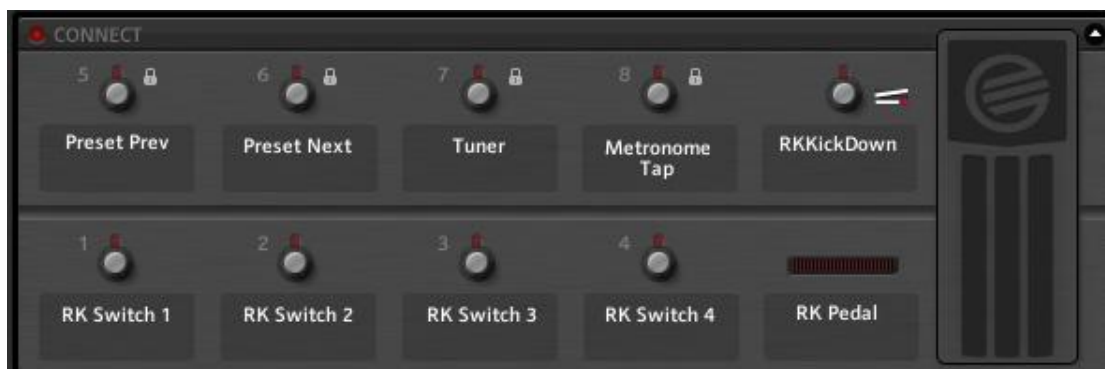 CONNECT
5
6
7
8
Preset Prev
Preset Next
Tuner
Metronome
Tap
RKKickDown
1
2
3
4
RK Switch 1
RK Switch 2
RK Switch 3
RK Switch 4
RK Pedal